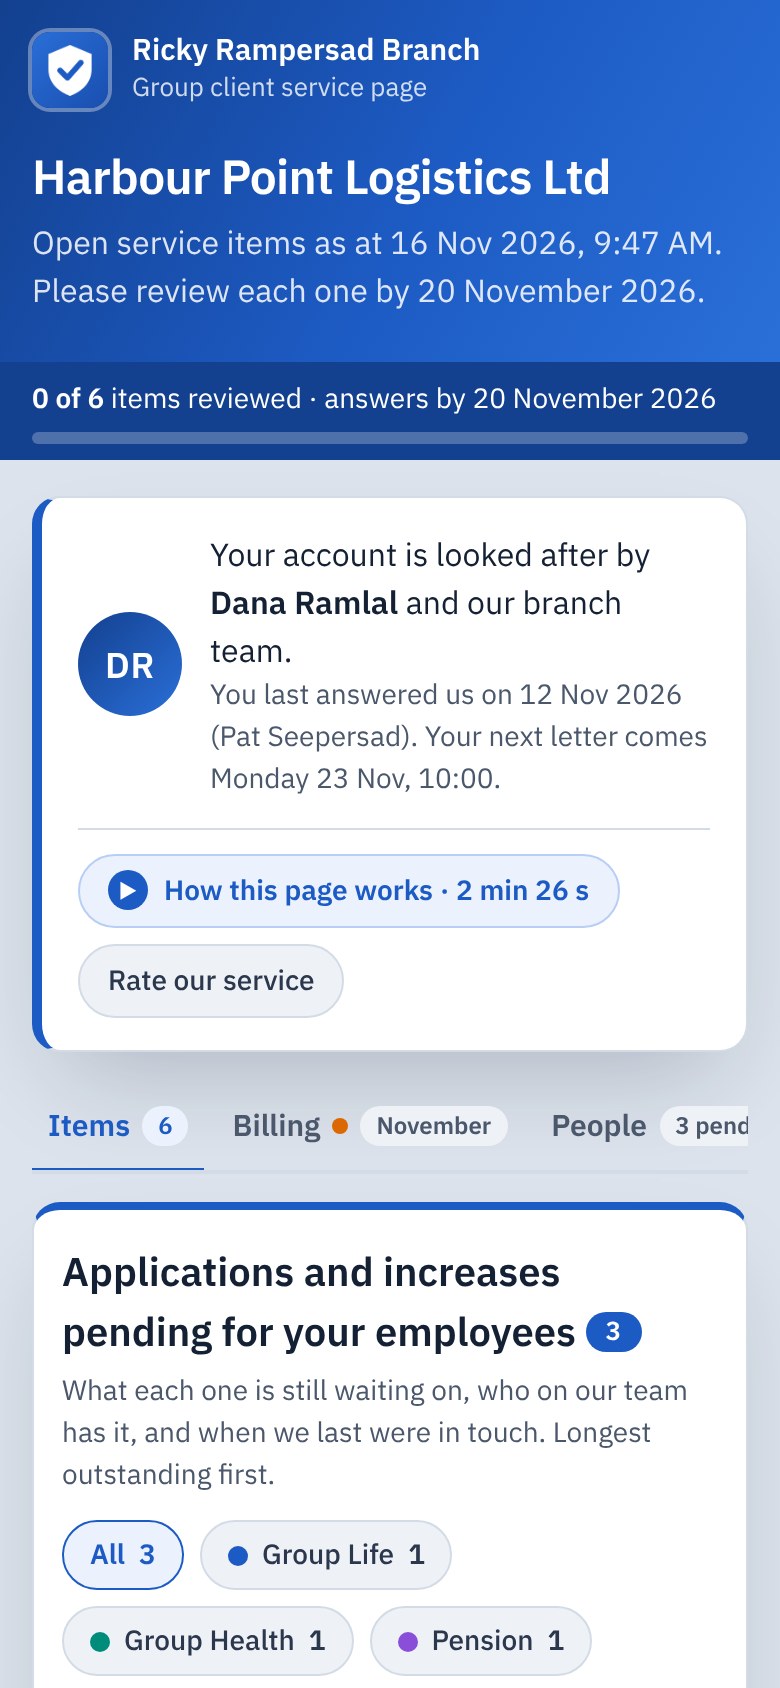 Ricky Rampersad Branch
Group client service page
Harbour Point Logistics Ltd
Open service items as at 16 Nov 2026, 9:47 AM.
Please review each one by 20 November 2026.
0 of 6 items reviewed · answers by 20 November 2026
DR
Your account is looked after by
Dana Ramlal and our branch
team.
You last answered us on 12 Nov 2026
(Pat Seepersad). Your next letter comes
Monday 23 Nov, 10:00.
How this page works · 2 min 26 s
Rate our service
Items 6 Billing November People 3 pend
Applications and increases
pending for your employees 3
What each one is still waiting on, who on our team
has it, and when we last were in touch. Longest
outstanding first.
All 3 Group Life 1
Group Health 1 Pension 1